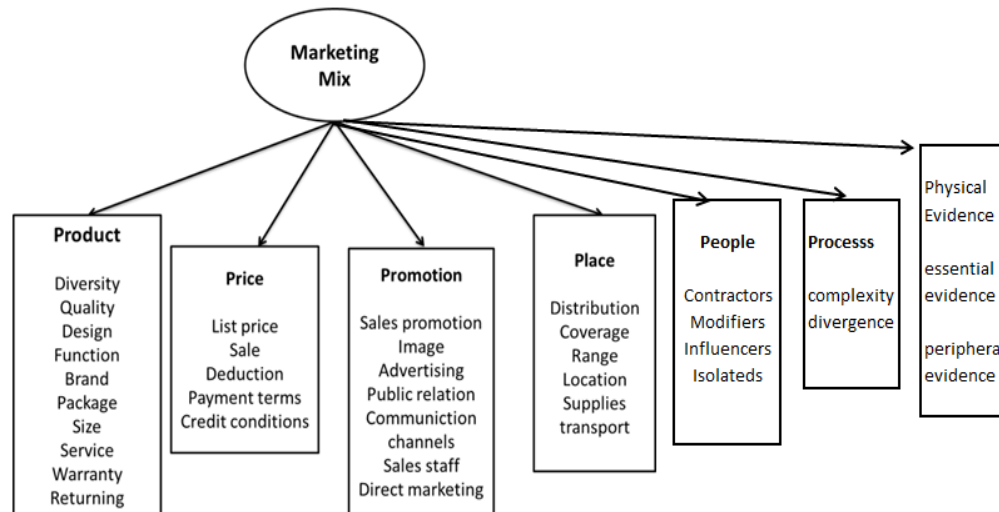 Marketing
Mix
Product
Diversity
Quality
Design
Function
Brand
Package
Size
Service
Warranty
Returning
Price
List price
Sale
Deduction
Payment terms
Credit conditions
Promotion
Sales promotion
Image
Advertising
Public relation
Communiction
channels
Sales staff
Direct marketing
Place
Distribution
Coverage
Range
Location
Supplies
transport
People
Contractors
Modifiers
Influencers
Isolateds
Processs
complexity
divergence
Physical
Evidence
essential
evidence
periphera
evidence